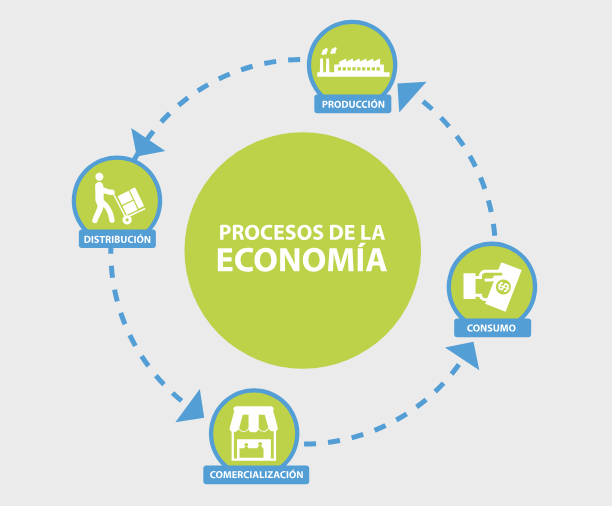 PRODUCCIÓN
DISTRIBUCIÓN
PROCESOS DE LA
ECONOMÍA
CONSUMO
COMERCIALIZACIÓN